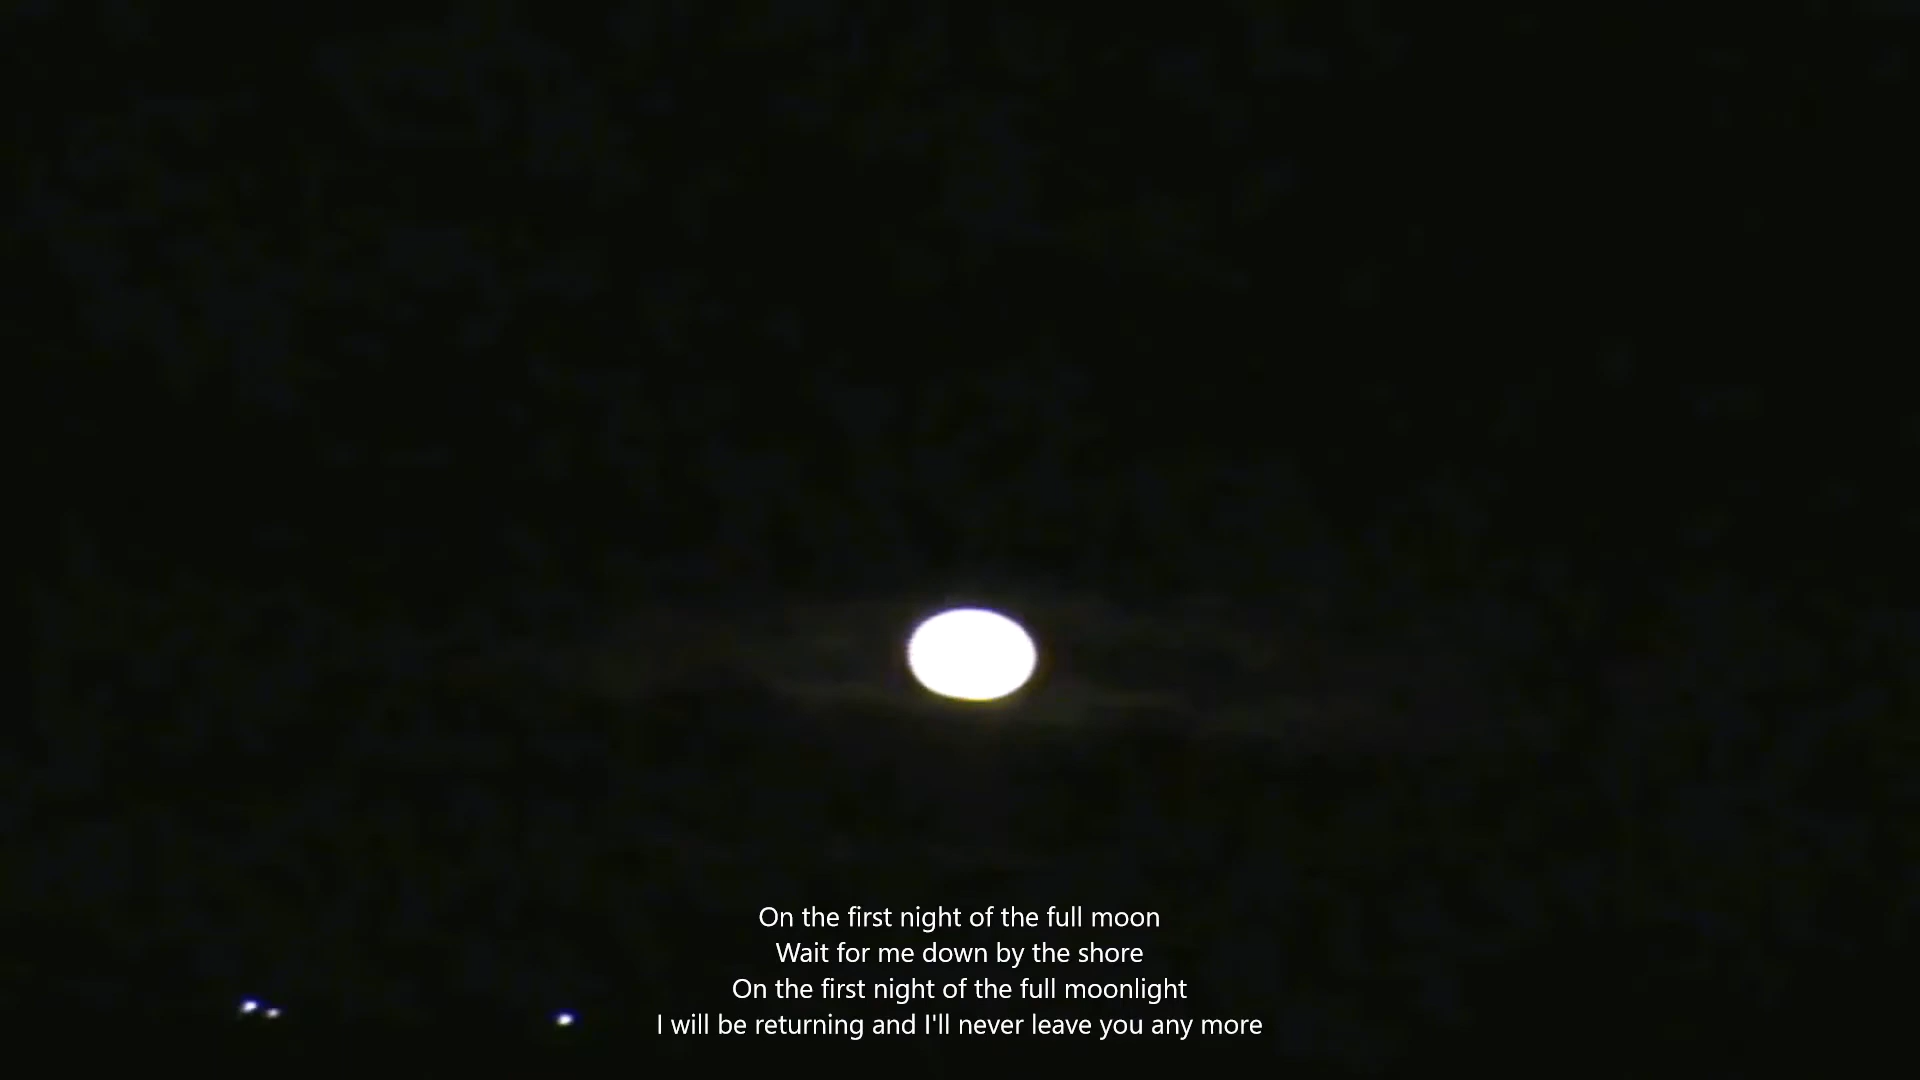 On the first night of the full moon
Wait for me down by the shore
On the first night of the full moonlight
I will be returning and I'll never leave you any more